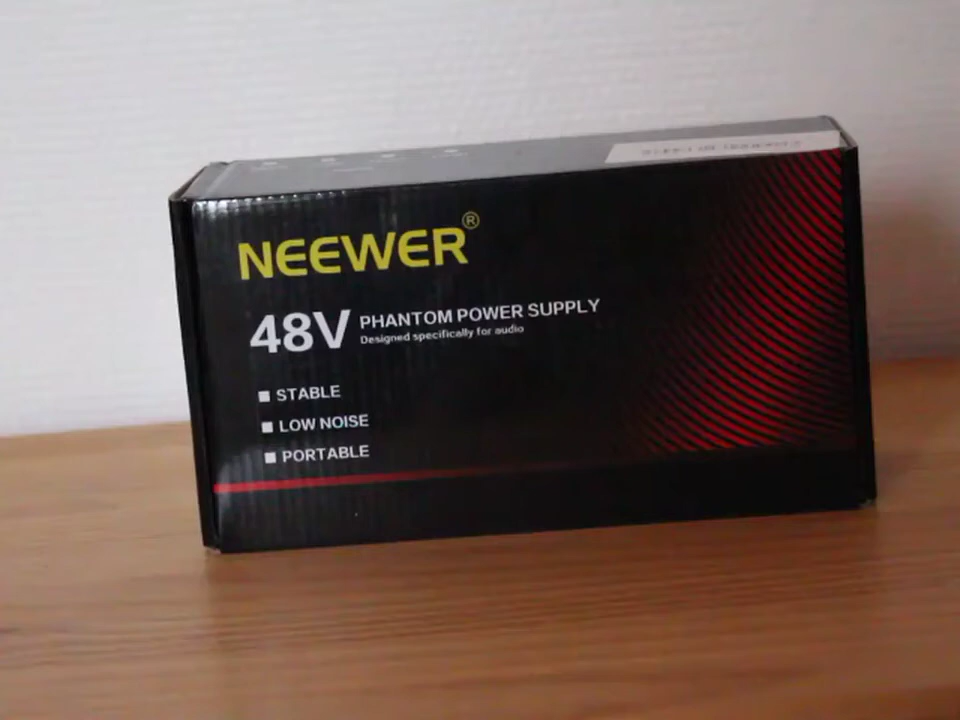 NEEWER®
48V PHANTOM POWER SUPPLY
Designed specifically for audio
■ STABLE
■ LOW NOISE
■ PORTABLE